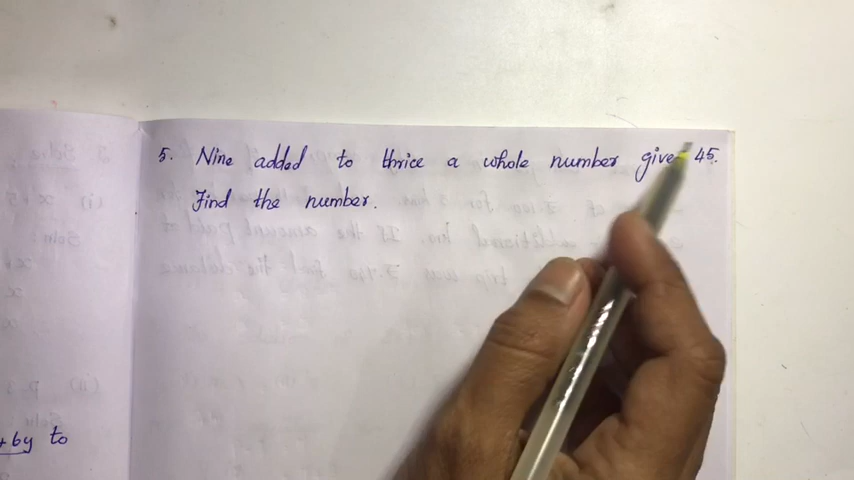 5. Nine added to thrice a whole number gives 45.
Find the number.
+by to